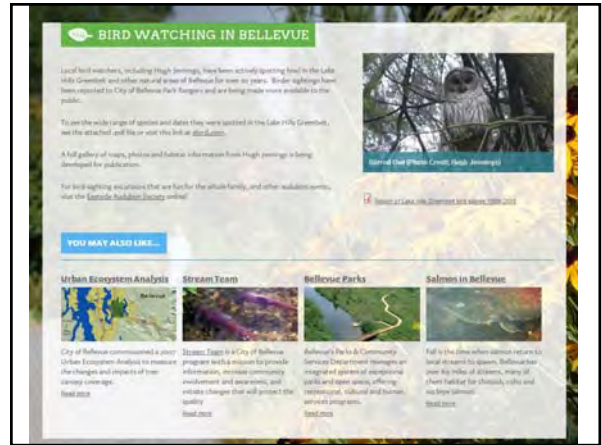 BIRD WATCHING IN BELLEVUE
Local bird watchers, including Hugh Jennings, have been actively spotting fowl in the Lake
Hills Greenbelt and other natural areas of Bellevue for over 20 years. Birder sightings have
been reported to City of Bellevue Park Rangers and are being made more available to the
public.
To see the wide range of species and dates they were spotted in the Lake Hills Greenbelt,
see the attached .pdf file or visit this link at ebird.com.
A full gallery of maps, photos and habitat information from Hugh Jennings is being
developed for publication.
For bird sighting excursions that are fun for the whole family, and other audubon events,
visit the Eastside Audubon Society online!
Barred Owl (Photo Credit: Hugh Jennings)
Lake Hills Greenbelt bird
YOU MAY ALSO LIKE...
Urban Ecosystem Analysis
Bellevue
City of Bellevue commissioned a 2007
Urban Ecosystem Analysis to measure
the changes and impacts of tree
canopy coverage.
Read more
Stream Team
Stream Team is a City of Bellevue
program with a mission to provide
information, increase community
involvement and awareness, and
initiate changes that will protect the
quality
Read more
Bellevue Parks
Bellevue's Parks & Community
Services Department manages an
integrated system of exceptional
parks and open space, offering
recreational, cultural and human
services programs.
Read more
Salmon in Bellevue
Fall is the time when salmon return to
local streams to spawn. Bellevue has
over 80 miles of streams, many of
them habitat for chinook, coho and
sockeye salmon.
Read more